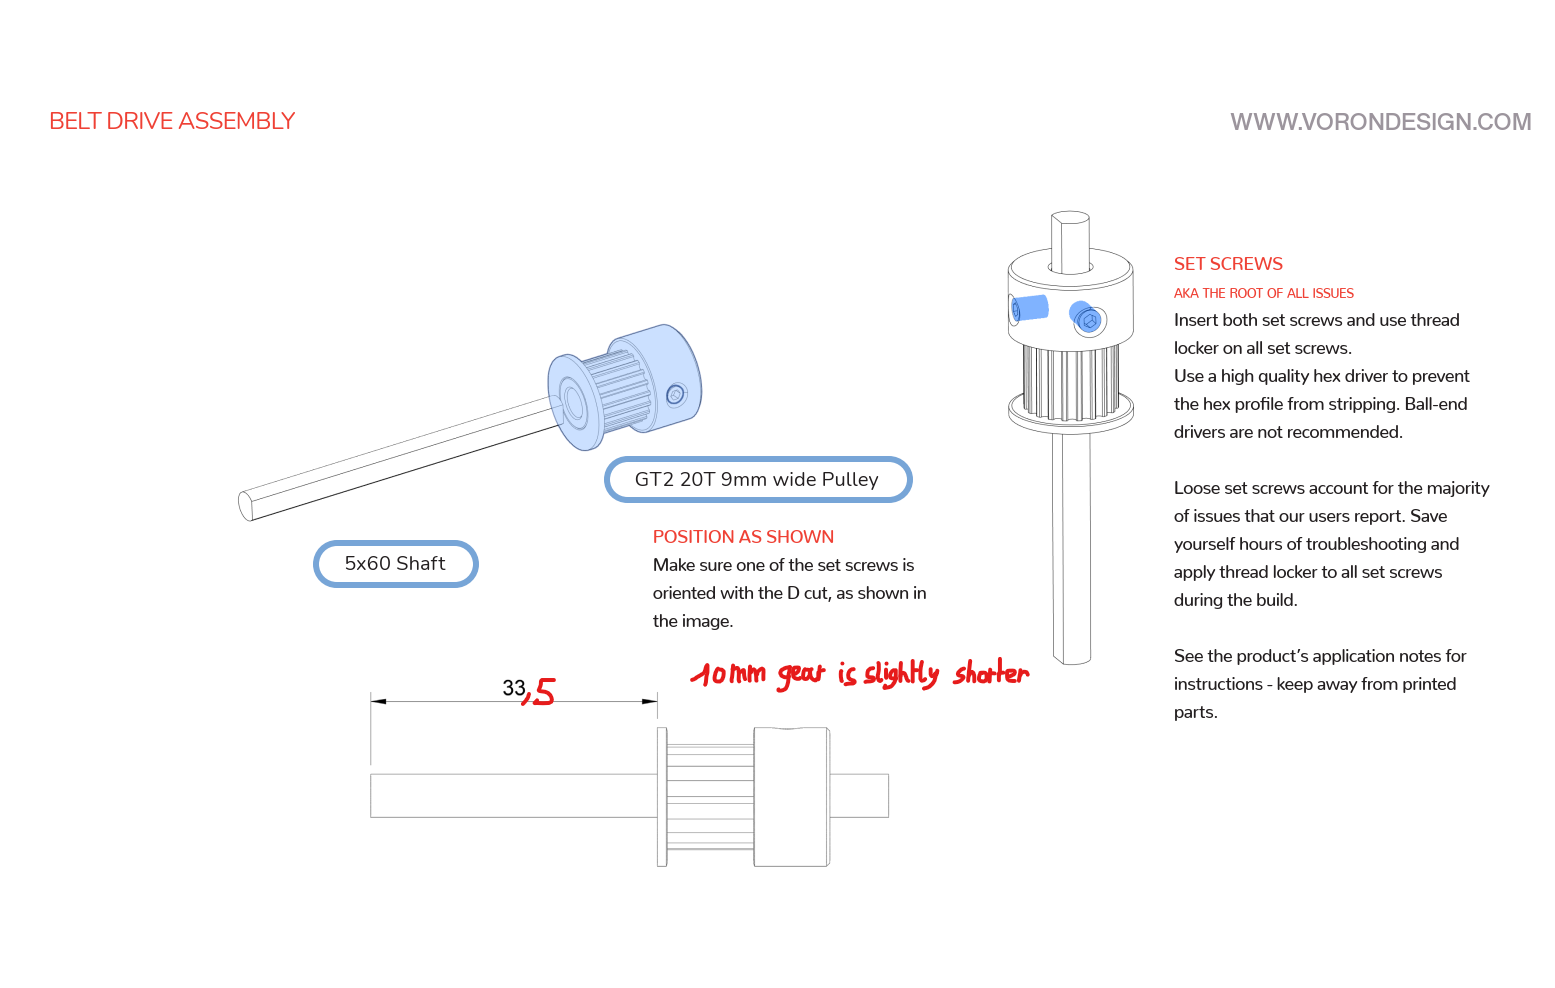 BELT DRIVE ASSEMBLY
WWW.VORONDESIGN.COM
SET SCREWS
AKA THE ROOT OF ALL ISSUES
Insert both set screws and use thread
locker on all set screws.
Use a high quality hex driver to prevent
the hex profile from stripping. Ball-end
drivers are not recommended.
Loose set screws account for the majority
of issues that our users report. Save
yourself hours of troubleshooting and
apply thread locker to all set screws
during the build.
See the product’s application notes for
instructions - keep away from printed
parts.
GT2 20T 9mm wide Pulley
5x60 Shaft
POSITION AS SHOWN
Make sure one of the set screws is
oriented with the D cut, as shown in
the image.
10mm gear is slightly shorter
33,5